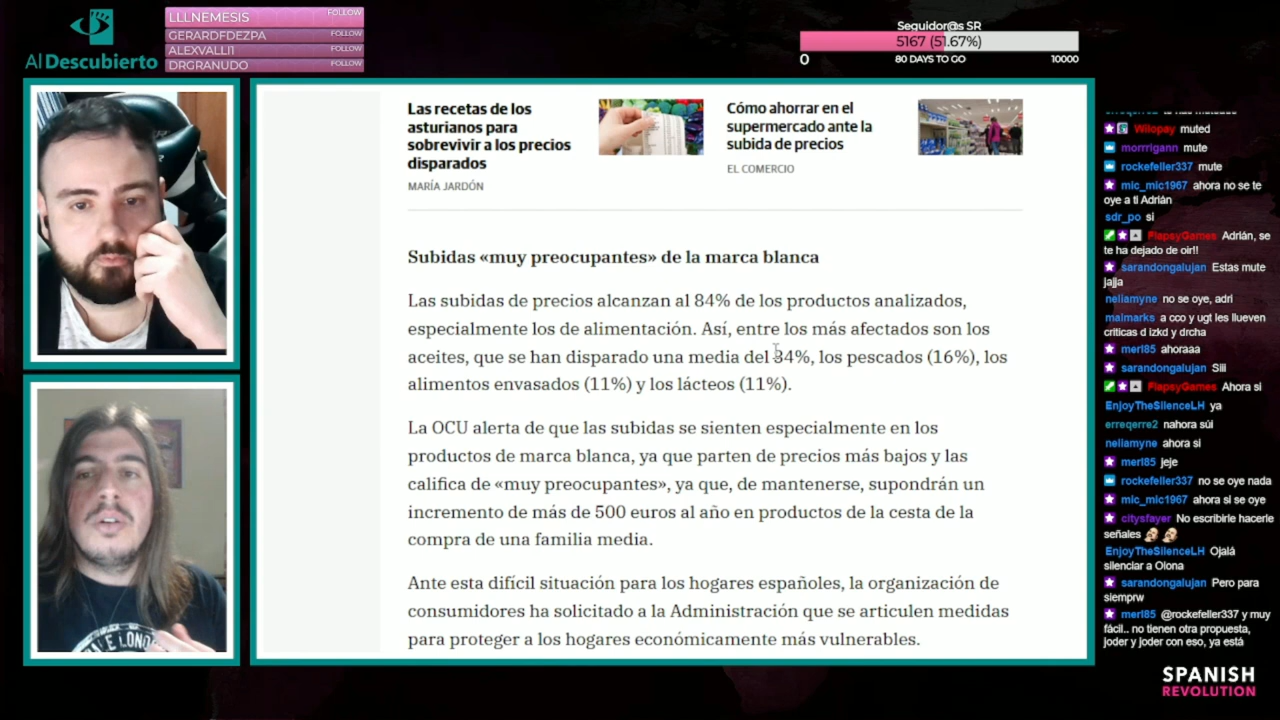 Al Descubierto
LLLNEMESIS FOLLOW
GERARDFDEZPA FOLLOW
ALEXVALLI1 FOLLOW
DRGRANUDO FOLLOW
Seguidor@s SR
5167 (51.67%)
0 80 DAYS TO GO 10000
Las recetas de los
asturianos para
sobrevivir a los precios
disparados
MARÍA JARDÓN
Cómo ahorrar en el
supermercado ante la
subida de precios
EL COMERCIO
Subidas «muy preocupantes» de la marca blanca
Las subidas de precios alcanzan al 84% de los productos analizados,
especialmente los de alimentación. Así, entre los más afectados son los
aceites, que se han disparado una media del 34%, los pescados (16%), los
alimentos envasados (11%) y los lácteos (11%).
La OCU alerta de que las subidas se sienten especialmente en los
productos de marca blanca, ya que parten de precios más bajos y las
califica de «muy preocupantes», ya que, de mantenerse, supondrán un
incremento de más de 500 euros al año en productos de la cesta de la
compra de una familia media.
Ante esta difícil situación para los hogares españoles, la organización de
consumidores ha solicitado a la Administración que se articulen medidas
para proteger a los hogares económicamente más vulnerables.
Wilopay muted
morrrigann mute
rockefeller337 mute
mic_mic1967 ahora no se te
oye a ti Adrián
sdr_po si
FlapsyGames Adrián, se
te ha dejado de oir!!
sarandongalujan Estas mute
jajja
neliamyne no se oye, adri
malmarks a cco y ugt les llueven
criticas d izkd y drcha
merl85 ahoraaa
sarandongalujan Siii
FlapsyGames Ahora si
EnjoyTheSilenceLH ya
erreqerre2 nahora súi
neliamyne ahora si
merl85 jeje
rockefeller337 no se oye nada
mic_mic1967 ahora si se oye
citysfayer No escribirle hacerle
señales
EnjoyTheSilenceLH Ojalá
silenciar a Olona
sarandongalujan Pero para
siemprw
merl85 @rockefeller337 y muy
fácil.. no tienen otra propuesta,
joder y joder con eso, ya está
SPANISH
REVOLUTION